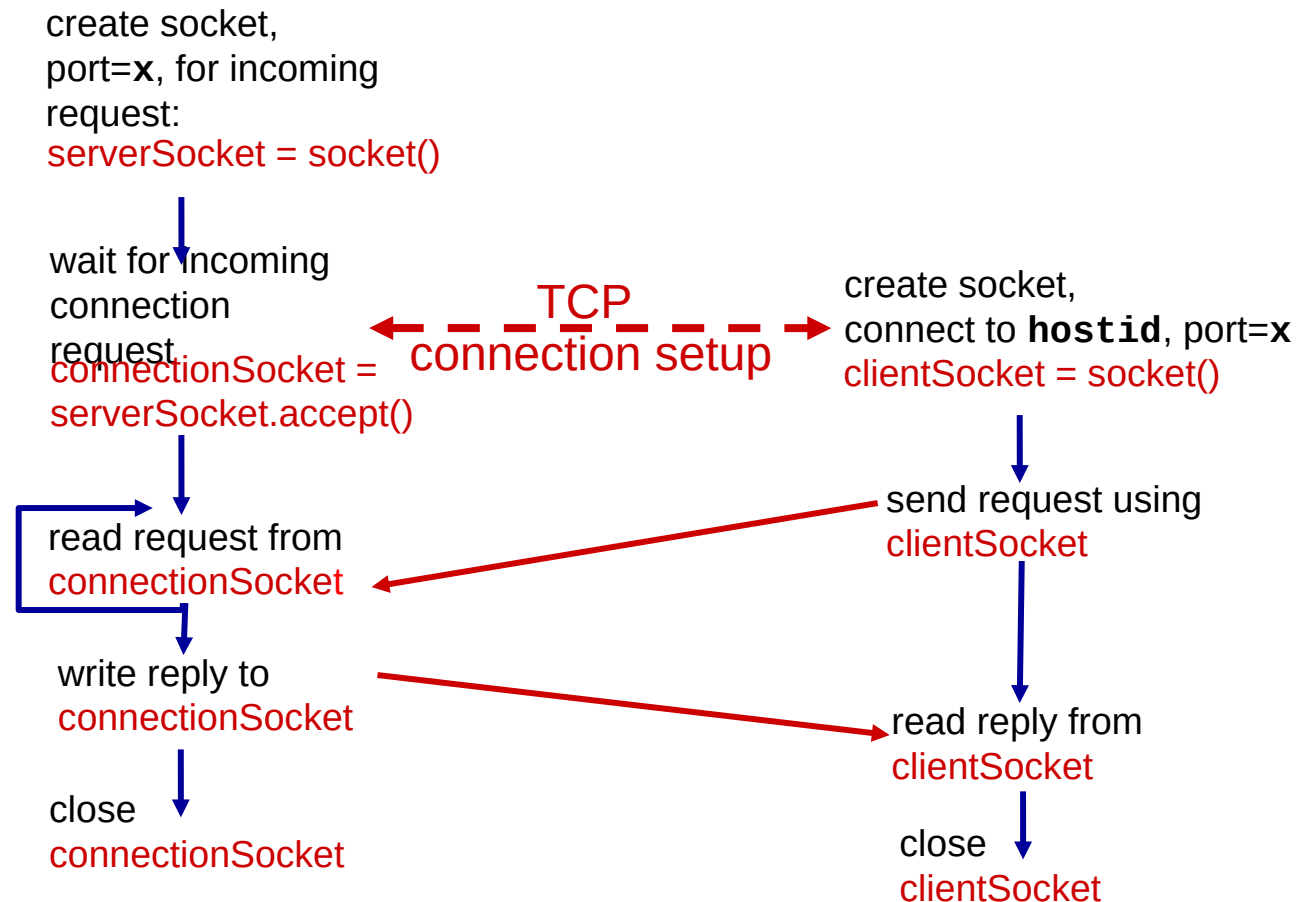 create socket,
port=x, for incoming
request:
serverSocket = socket()
wait for incoming
connection
request
connectionSocket =
serverSocket.accept()
TCP
connection setup
create socket,
connect to hostid, port=x
clientSocket = socket()
send request using
clientSocket
read request from
connectionSocket
write reply to
connectionSocket
read reply from
clientSocket
close
connectionSocket
close
clientSocket